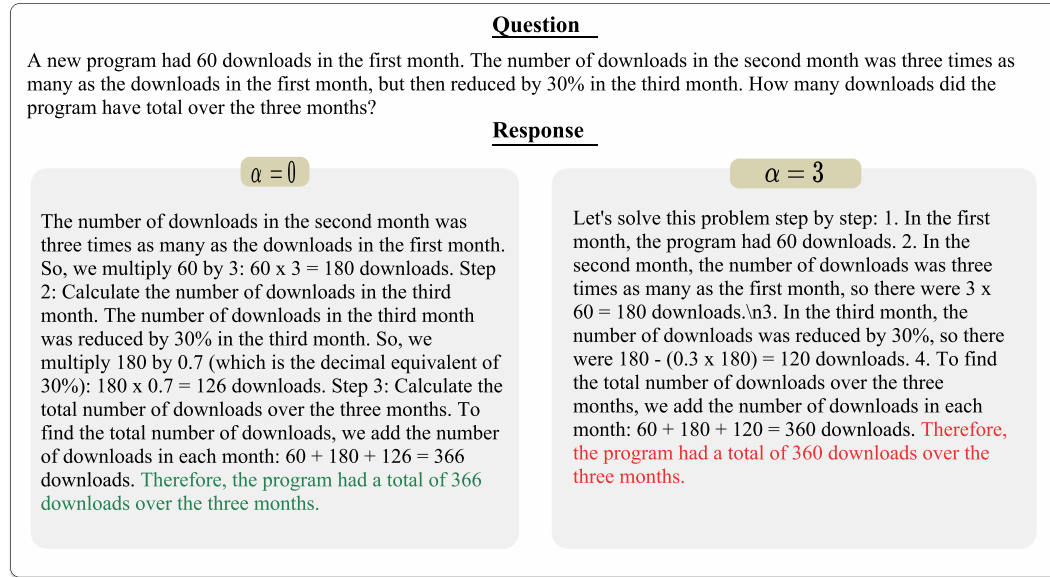 Question
A new program had 60 downloads in the first month. The number of downloads in the second month was three times as
many as the downloads in the first month, but then reduced by 30% in the third month. How many downloads did the
program have total over the three months?
Response
α = 0
The number of downloads in the second month was
three times as many as the downloads in the first month.
So, we multiply 60 by 3: 60 x 3 = 180 downloads. Step
2: Calculate the number of downloads in the third
month. The number of downloads in the third month
was reduced by 30% in the third month. So, we
multiply 180 by 0.7 (which is the decimal equivalent of
30%): 180 x 0.7 = 126 downloads. Step 3: Calculate the
total number of downloads over the three months. To
find the total number of downloads, we add the number
of downloads in each month: 60 + 180 + 126 = 366
downloads. Therefore, the program had a total of 366
downloads over the three months.
α = 3
Let's solve this problem step by step: 1. In the first
month, the program had 60 downloads. 2. In the
second month, the number of downloads was three
times as many as the first month, so there were 3 x
60 = 180 downloads.\n3. In the third month, the
number of downloads was reduced by 30%, so there
were 180 - (0.3 x 180) = 120 downloads. 4. To find
the total number of downloads over the three
months, we add the number of downloads in each
month: 60 + 180 + 120 = 360 downloads. Therefore,
the program had a total of 360 downloads over the
three months.